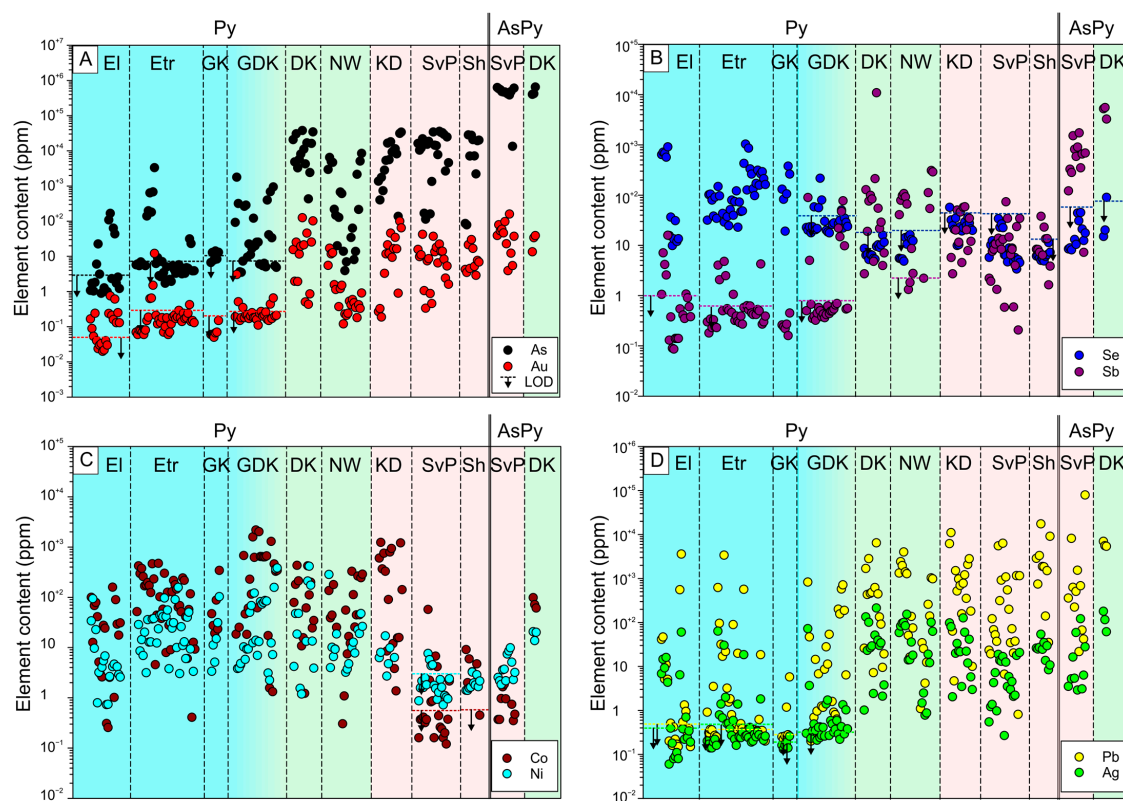 Py AsPy
A El Etr GK GDK DK NW KD SvP Sh SvP DK
Element content (ppm)
10+7
10+6
10+5
10+4
10+3
10+2
10
1
10-1
10-2
10-3
As
Au
LOD
Py AsPy
B El Etr GK GDK DK NW KD SvP Sh SvP DK
Element content (ppm)
10+5
10+4
10+3
10+2
10
1
10-1
10-2
Se
Sb
Py AsPy
C El Etr GK GDK DK NW KD SvP Sh SvP DK
Element content (ppm)
10+5
10+4
10+3
10+2
10
1
10-1
10-2
Co
Ni
Py AsPy
D El Etr GK GDK DK NW KD SvP Sh SvP DK
Element content (ppm)
10+6
10+5
10+4
10+3
10+2
10
1
10-1
10-2
Pb
Ag